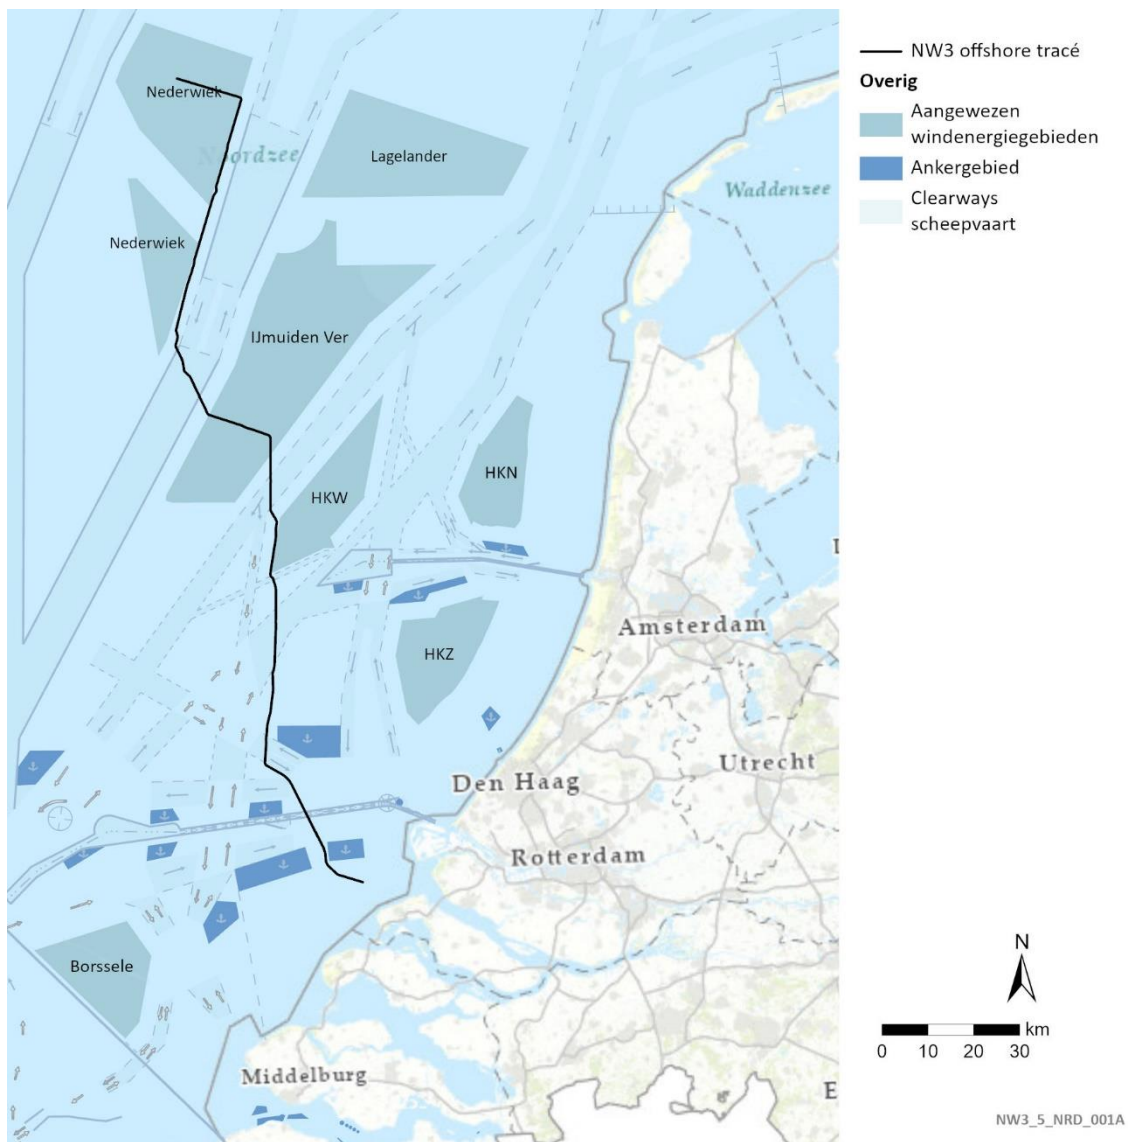 Nederwiek
Noordzee
Lagelander
Waddenzee
Nederwiek
IJmuiden Ver
HKN
HKW
Amsterdam
HKZ
Utrecht
Den Haag
Rotterdam
Borssele
Middelburg
E
NW3 offshore tracé
Overig
Aangewezen
windenergiegebieden
Ankergebied
Clearways
scheepvaart
N
km
0 10 20 30
NW3_5_NRD_001A